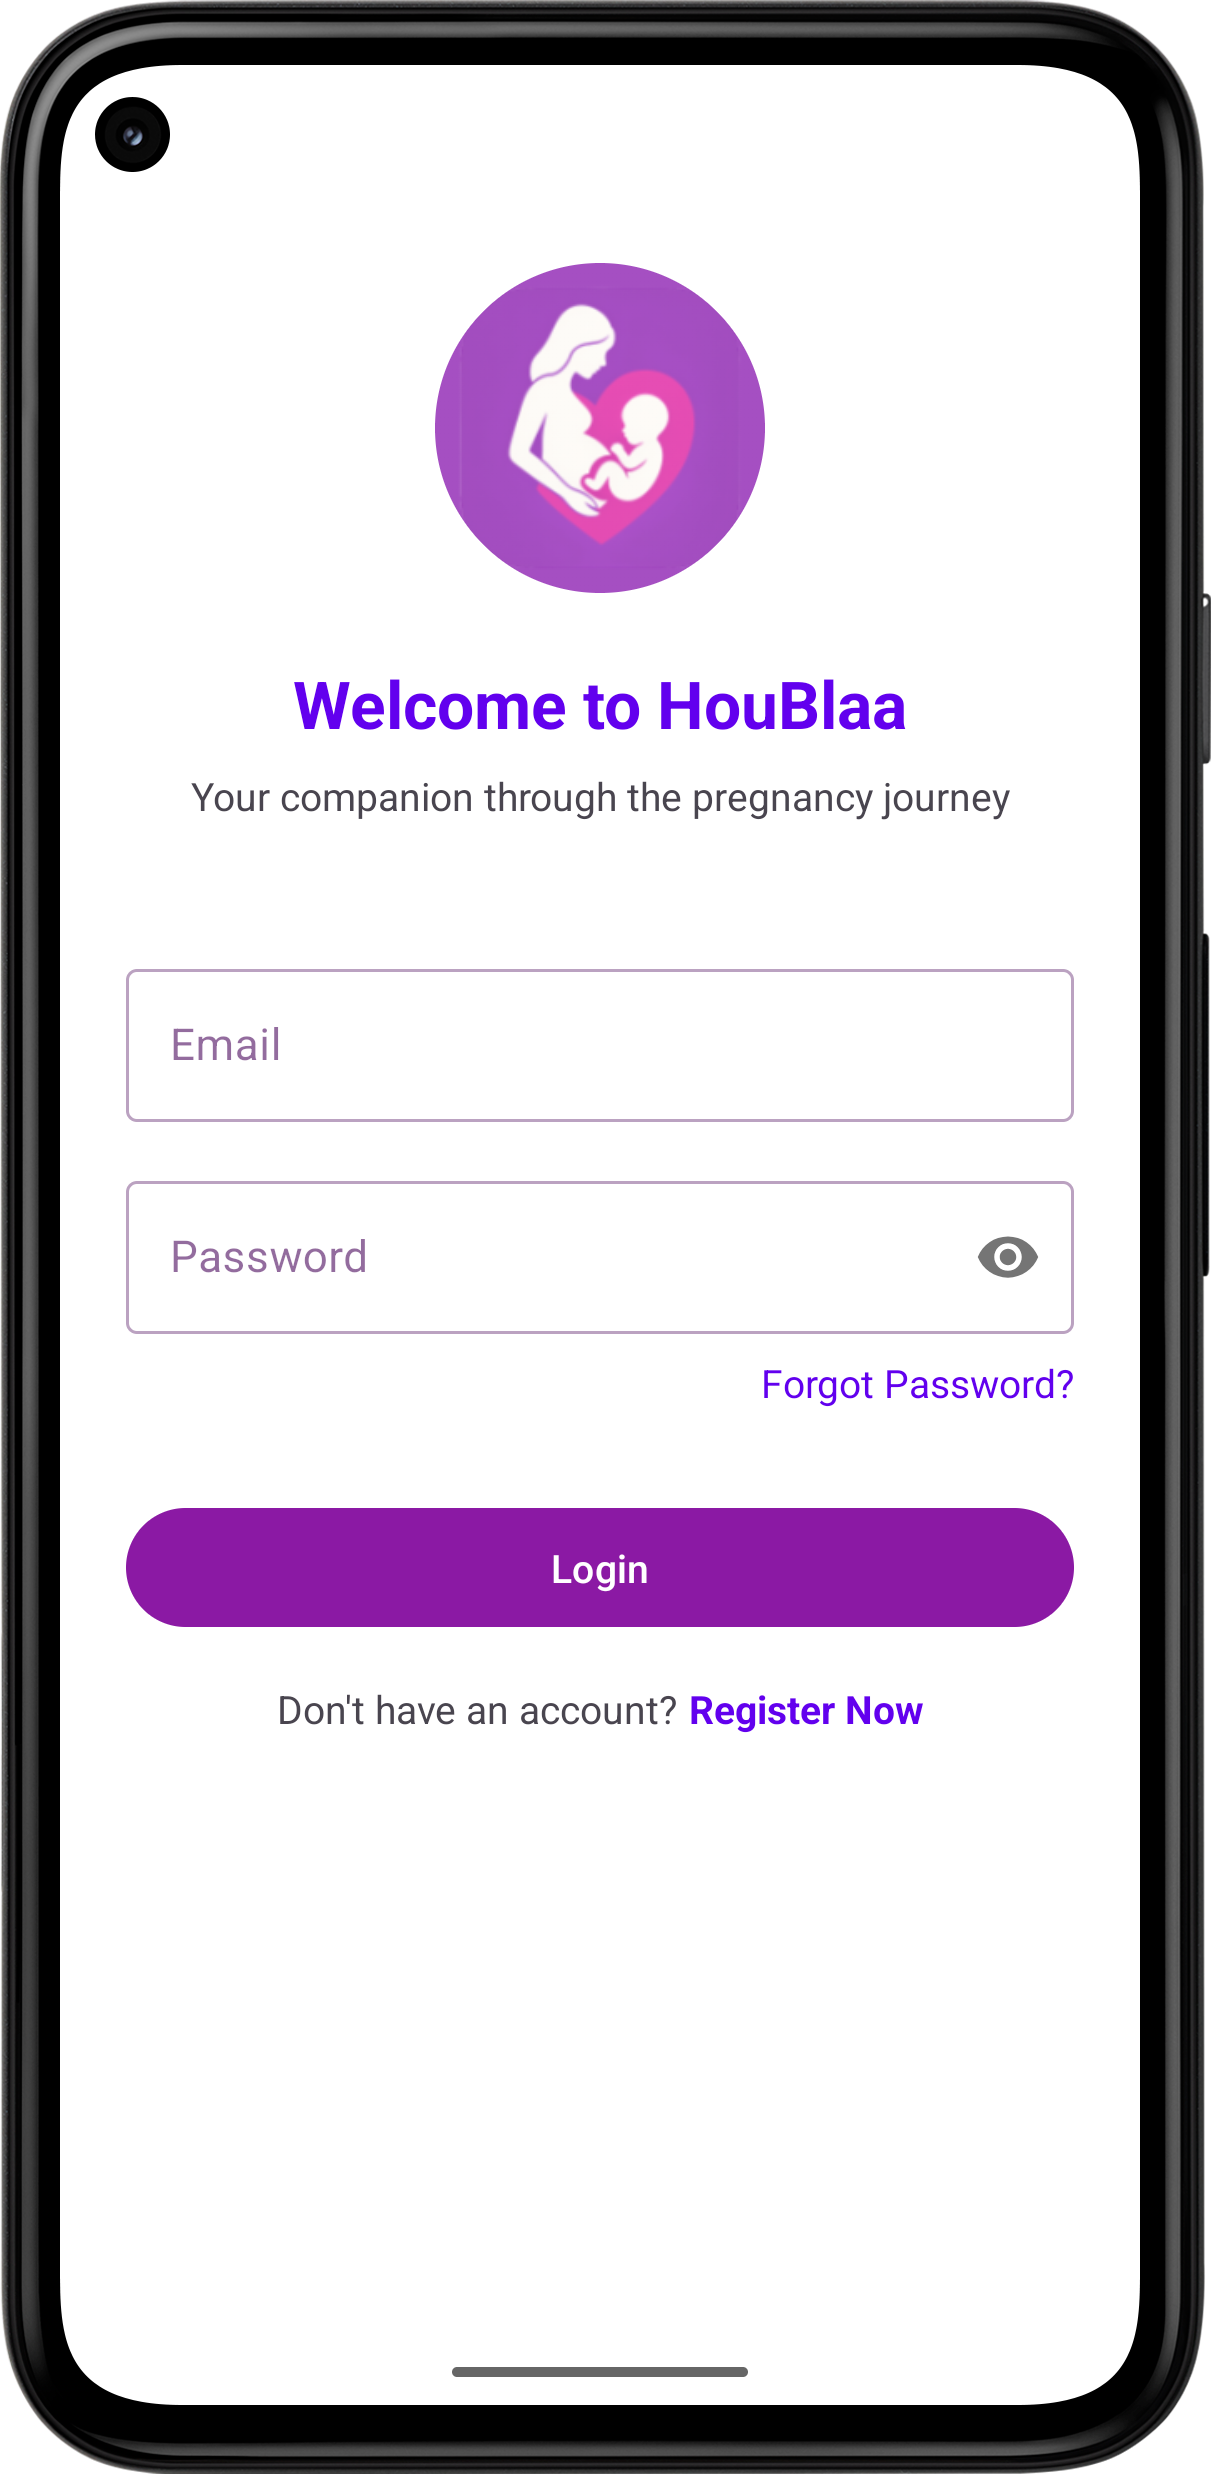 Welcome to HouBlaa
Your companion through the pregnancy journey
Email
Password
Forgot Password?
Login
Don't have an account? Register Now